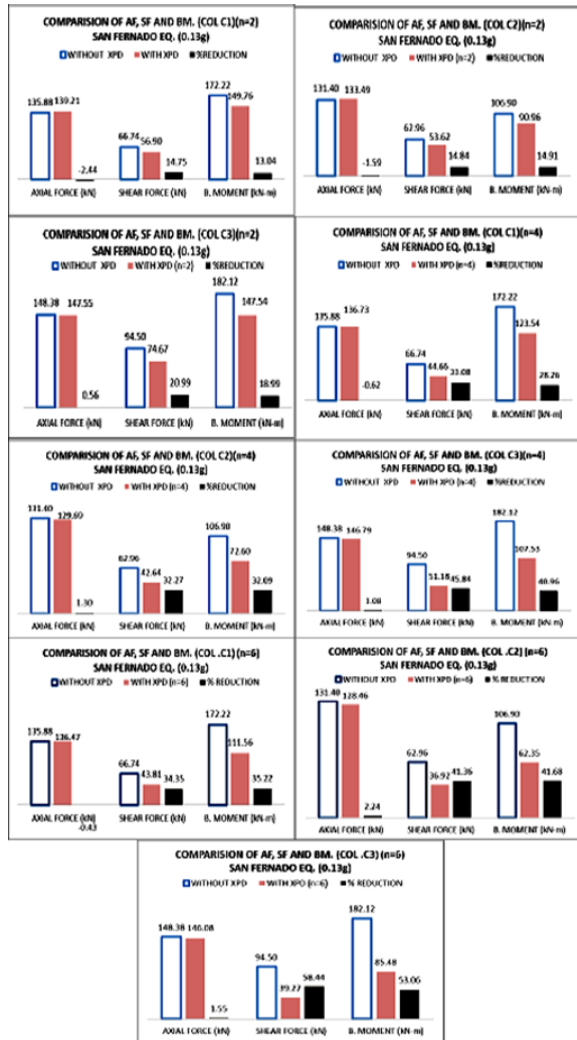 COMPARISION OF AF, SF AND BM. (COL C1)(n=2)
SAN FERNADO EQ. (0.13g)
WITHOUT XPD WITH XPD (n=2) %REDUCTION
135.88 139.21 -2.44 66.74 56.90 14.75 172.22 149.76 13.04
AXIAL FORCE (kN) SHEAR FORCE (kN) B. MOMENT (kN-m)
COMPARISION OF AF, SF AND BM. (COL C2)(n=2)
SAN FERNADO EQ. (0.13g)
WITHOUT XPD WITH XPD (n=2) %REDUCTION
131.40 133.49 -1.59 62.96 53.62 14.84 106.90 90.96 14.91
AXIAL FORCE (kN) SHEAR FORCE (kN) B. MOMENT (kN-m)
COMPARISION OF AF, SF AND BM. (COL C3)(n=2)
SAN FERNADO EQ. (0.13g)
WITHOUT XPD WITH XPD (n=2) %REDUCTION
148.38 147.55 0.56 94.50 74.67 20.99 182.12 147.54 18.99
AXIAL FORCE (kN) SHEAR FORCE (kN) B. MOMENT (kN-m)
COMPARISION OF AF, SF AND BM. (COL C1)(n=4)
SAN FERNADO EQ. (0.13g)
WITHOUT XPD WITH XPD (n=4) %REDUCTION
135.88 136.73 -0.62 66.74 44.66 33.08 172.22 123.54 28.26
AXIAL FORCE (kN) SHEAR FORCE (kN) B. MOMENT (kN-m)
COMPARISION OF AF, SF AND BM. (COL C2)(n=4)
SAN FERNADO EQ. (0.13g)
WITHOUT XPD WITH XPD (n=4) %REDUCTION
131.40 129.69 1.30 62.96 42.64 32.27 106.90 72.60 32.09
AXIAL FORCE (kN) SHEAR FORCE (kN) B. MOMENT (kN-m)
COMPARISION OF AF, SF AND BM. (COL C3)(n=4)
SAN FERNADO EQ. (0.13g)
WITHOUT XPD WITH XPD (n=4) %REDUCTION
148.38 146.79 1.08 94.50 51.18 45.84 182.12 107.53 40.96
AXIAL FORCE (kN) SHEAR FORCE (kN) B. MOMENT (kN-m)
COMPARISION OF AF, SF AND BM. (COL .C1) (n=6)
SAN FERNADO EQ. (0.13g)
WITHOUT XPD WITH XPD (n=6) % REDUCTION
135.88 136.47 66.74 43.81 34.35 172.22 111.56 35.22
AXIAL FORCE (kN) SHEAR FORCE (kN) B. MOMENT (kN-m)
-0.43
COMPARISION OF AF, SF AND BM. (COL .C2) (n=6)
SAN FERNADO EQ. (0.13g)
WITHOUT XPD WITH XPD (n=6) % REDUCTION
131.40 128.46 2.24 62.96 36.92 41.36 106.90 62.35 41.68
AXIAL FORCE (kN) SHEAR FORCE (kN) B. MOMENT (kN-m)
COMPARISION OF AF, SF AND BM. (COL .C3) (n=6)
SAN FERNADO EQ. (0.13g)
WITHOUT XPD WITH XPD (n=6) % REDUCTION
148.38 146.08 1.55 94.50 39.27 58.44 182.12 85.48 53.06
AXIAL FORCE (kN) SHEAR FORCE (kN) B. MOMENT (kN-m)